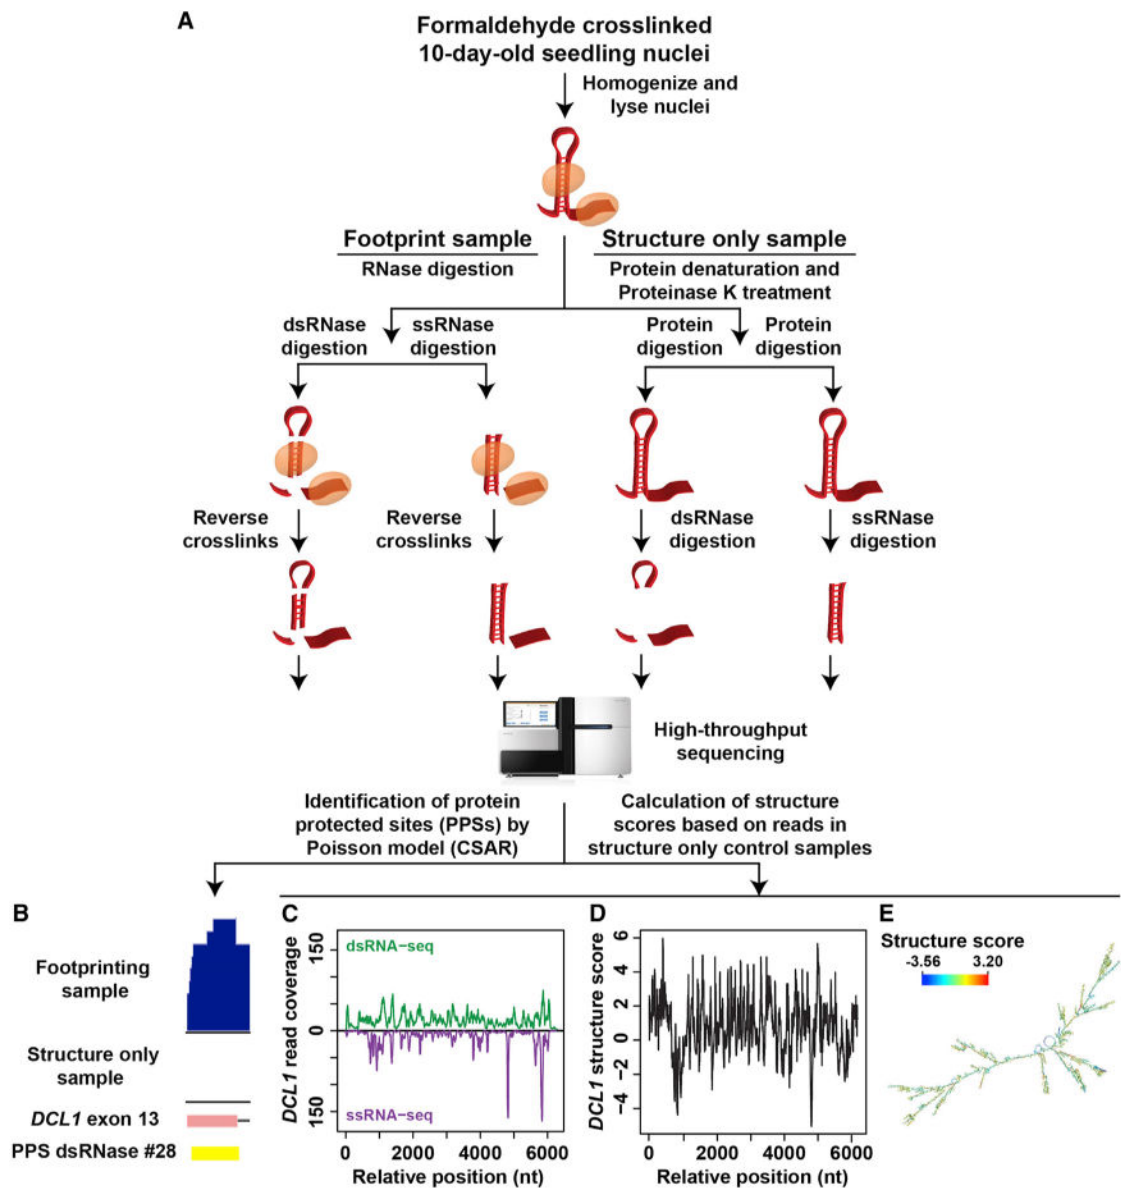 A
Formaldehyde crosslinked
10-day-old seedling nuclei
Homogenize and
lyse nuclei
Footprint sample
RNase digestion
Structure only sample
Protein denaturation and
Proteinase K treatment
dsRNase
digestion
ssRNase
digestion
Protein
digestion
Protein
digestion
Reverse
crosslinks
Reverse
crosslinks
dsRNase
digestion
ssRNase
digestion
High-throughput
sequencing
Identification of protein
protected sites (PPSs) by
Poisson model (CSAR)
Calculation of structure
scores based on reads in
structure only control samples
B
Footprinting
sample
Structure only
sample
DCL1 exon 13
PPS dsRNase #28
C
DCL1 read coverage
150
0
150
dsRNA-seq
ssRNA-seq
0 2000 4000 6000
Relative position (nt)
D
DCL1 structure score
6
4
2
0
−2
−4
0 2000 4000 6000
Relative position (nt)
E
Structure score
-3.56 3.20